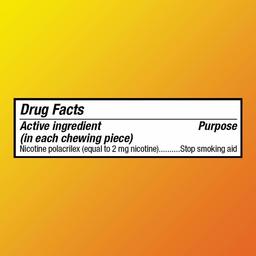 Drug Facts
Active ingredient Purpose
(in each chewing piece)
Nicotine polacrilex (equal to 2 mg nicotine)..........Stop smoking aid